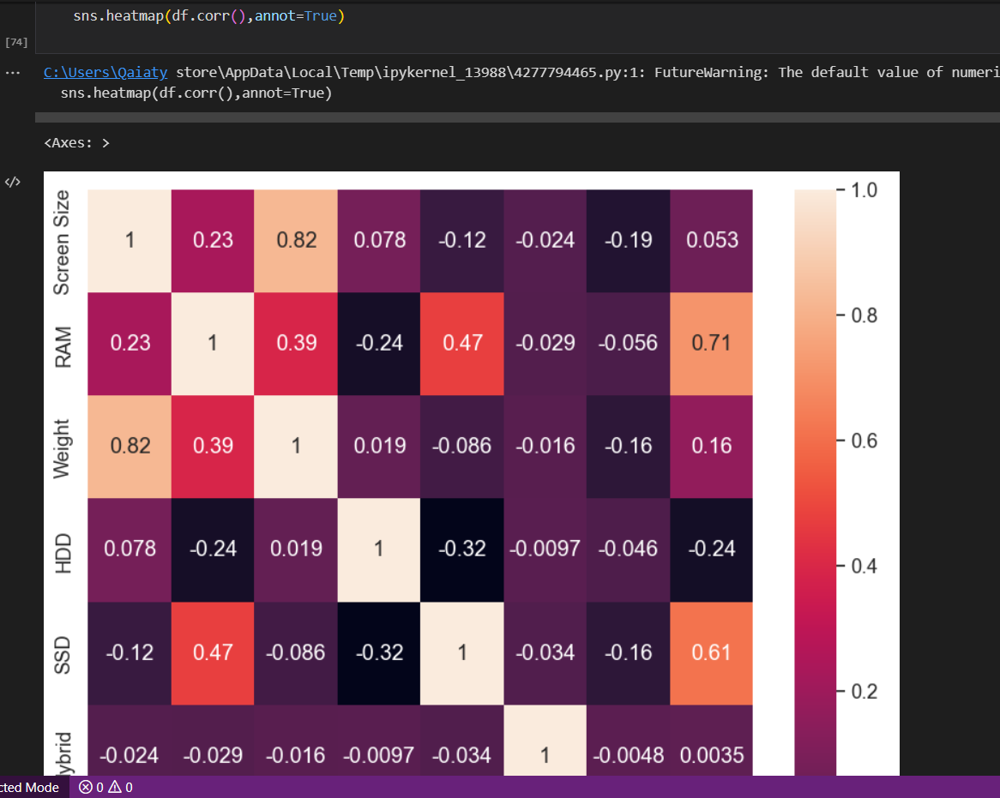 sns.heatmap(df.corr(),annot=True)
[74]
... C:\Users\Qaiaty store\AppData\Local\Temp\ipykernel_13988\4277794465.py:1: FutureWarning: The default value of numeri
sns.heatmap(df.corr(),annot=True)
<Axes: >
</>
Screen Size 1 0.23 0.82 0.078 -0.12 -0.024 -0.19 0.053
RAM 0.23 1 0.39 -0.24 0.47 -0.029 -0.056 0.71
Weight 0.82 0.39 1 0.019 -0.086 -0.016 -0.16 0.16
HDD 0.078 -0.24 0.019 1 -0.32 -0.0097 -0.046 -0.24
SSD -0.12 0.47 -0.086 -0.32 1 -0.034 -0.16 0.61
ybrid -0.024 -0.029 -0.016 -0.0097 -0.034 1 -0.0048 0.0035
1.0
0.8
0.6
0.4
0.2
cted Mode 0 0